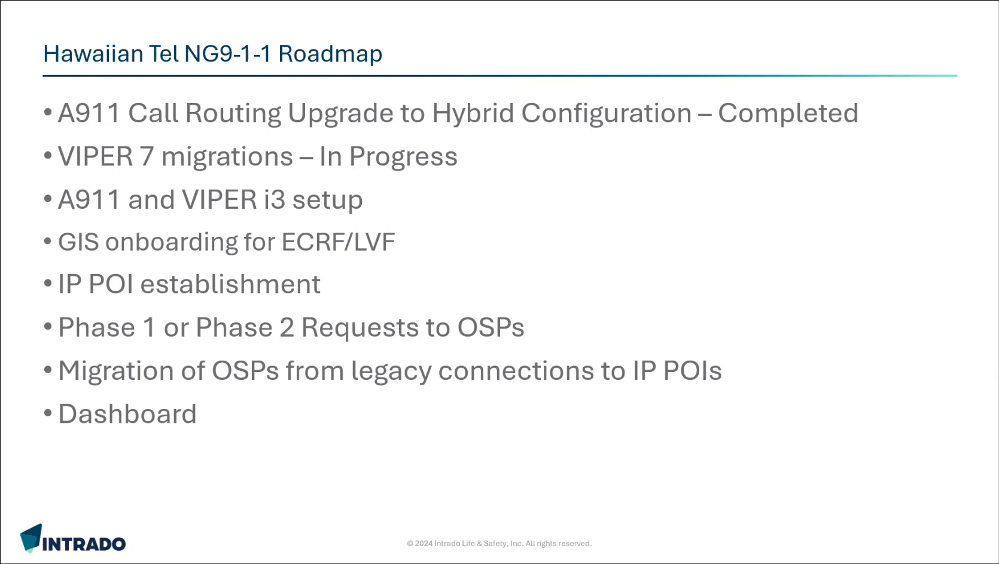 Hawaiian Tel NG9-1-1 Roadmap
• A911 Call Routing Upgrade to Hybrid Configuration – Completed
• VIPER 7 migrations – In Progress
• A911 and VIPER i3 setup
• GIS onboarding for ECRF/LVF
• IP POI establishment
• Phase 1 or Phase 2 Requests to OSPs
• Migration of OSPs from legacy connections to IP POIs
• Dashboard
INTRADO
© 2024 Intrado Life & Safety, Inc. All rights reserved.